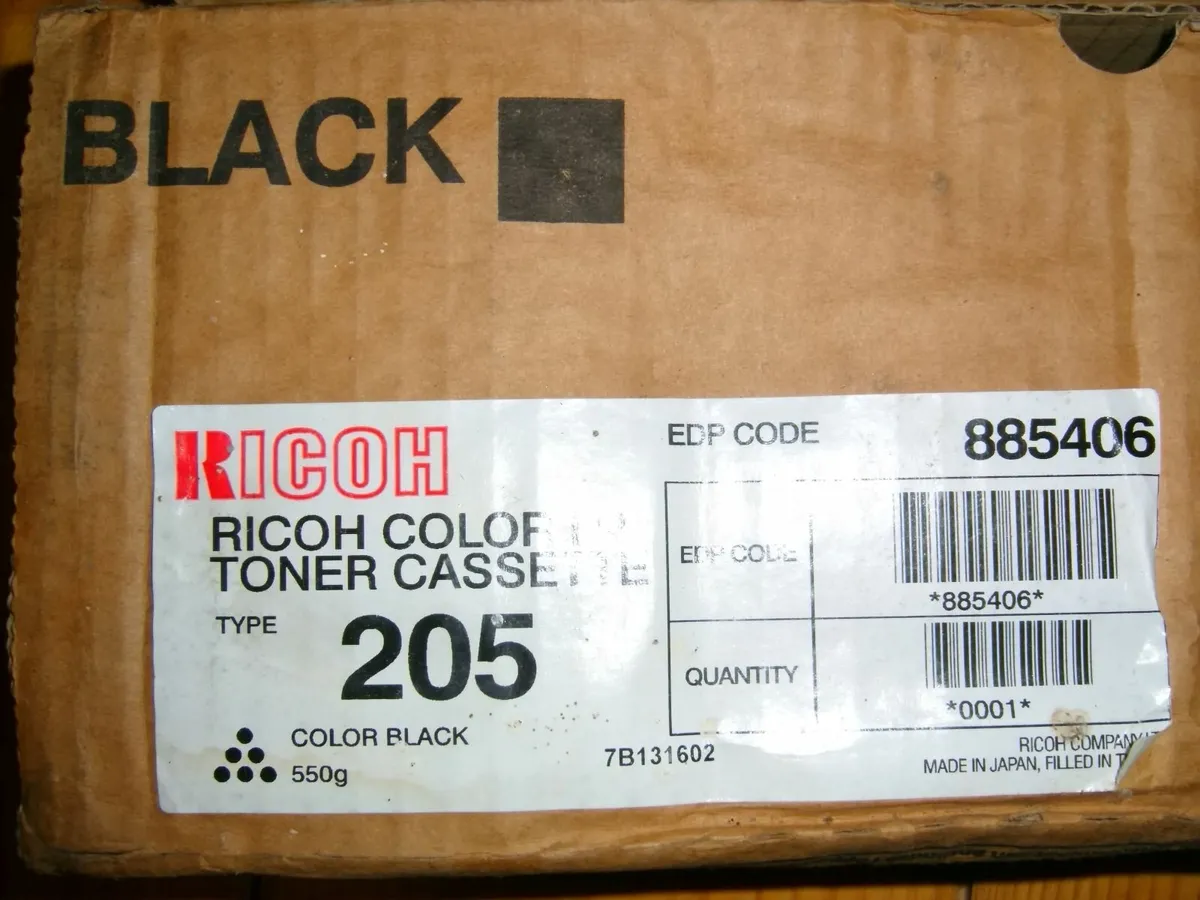 BLACK
RICOH
RICOH COLOR
TONER CASSETTE
TYPE 205
COLOR BLACK
550g
7B131602
EDP CODE 885406
EDP CODE
*885406*
QUANTITY
*0001*
RICOH COMPANY
MADE IN JAPAN, FILLED IN